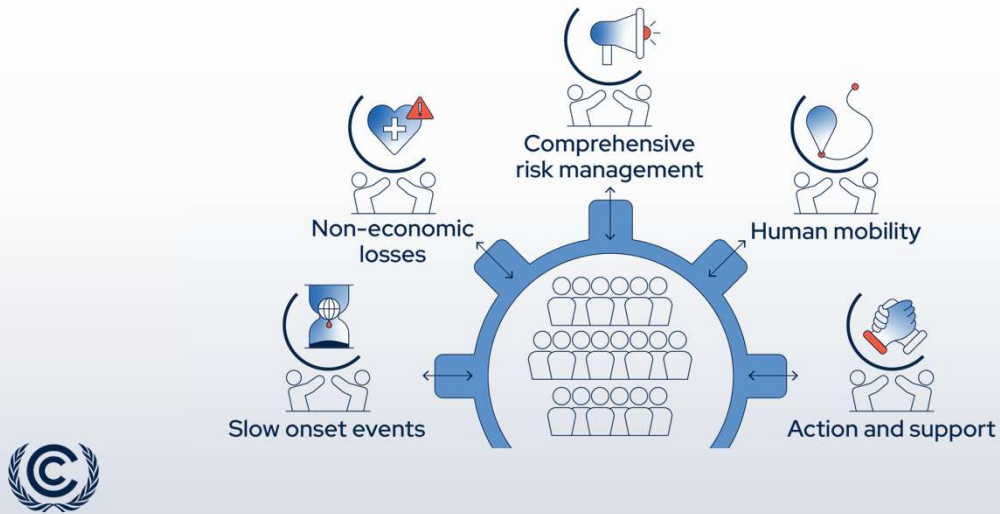 Comprehensive
risk management
Non-economic
losses
Human mobility
Slow onset events
Action and support